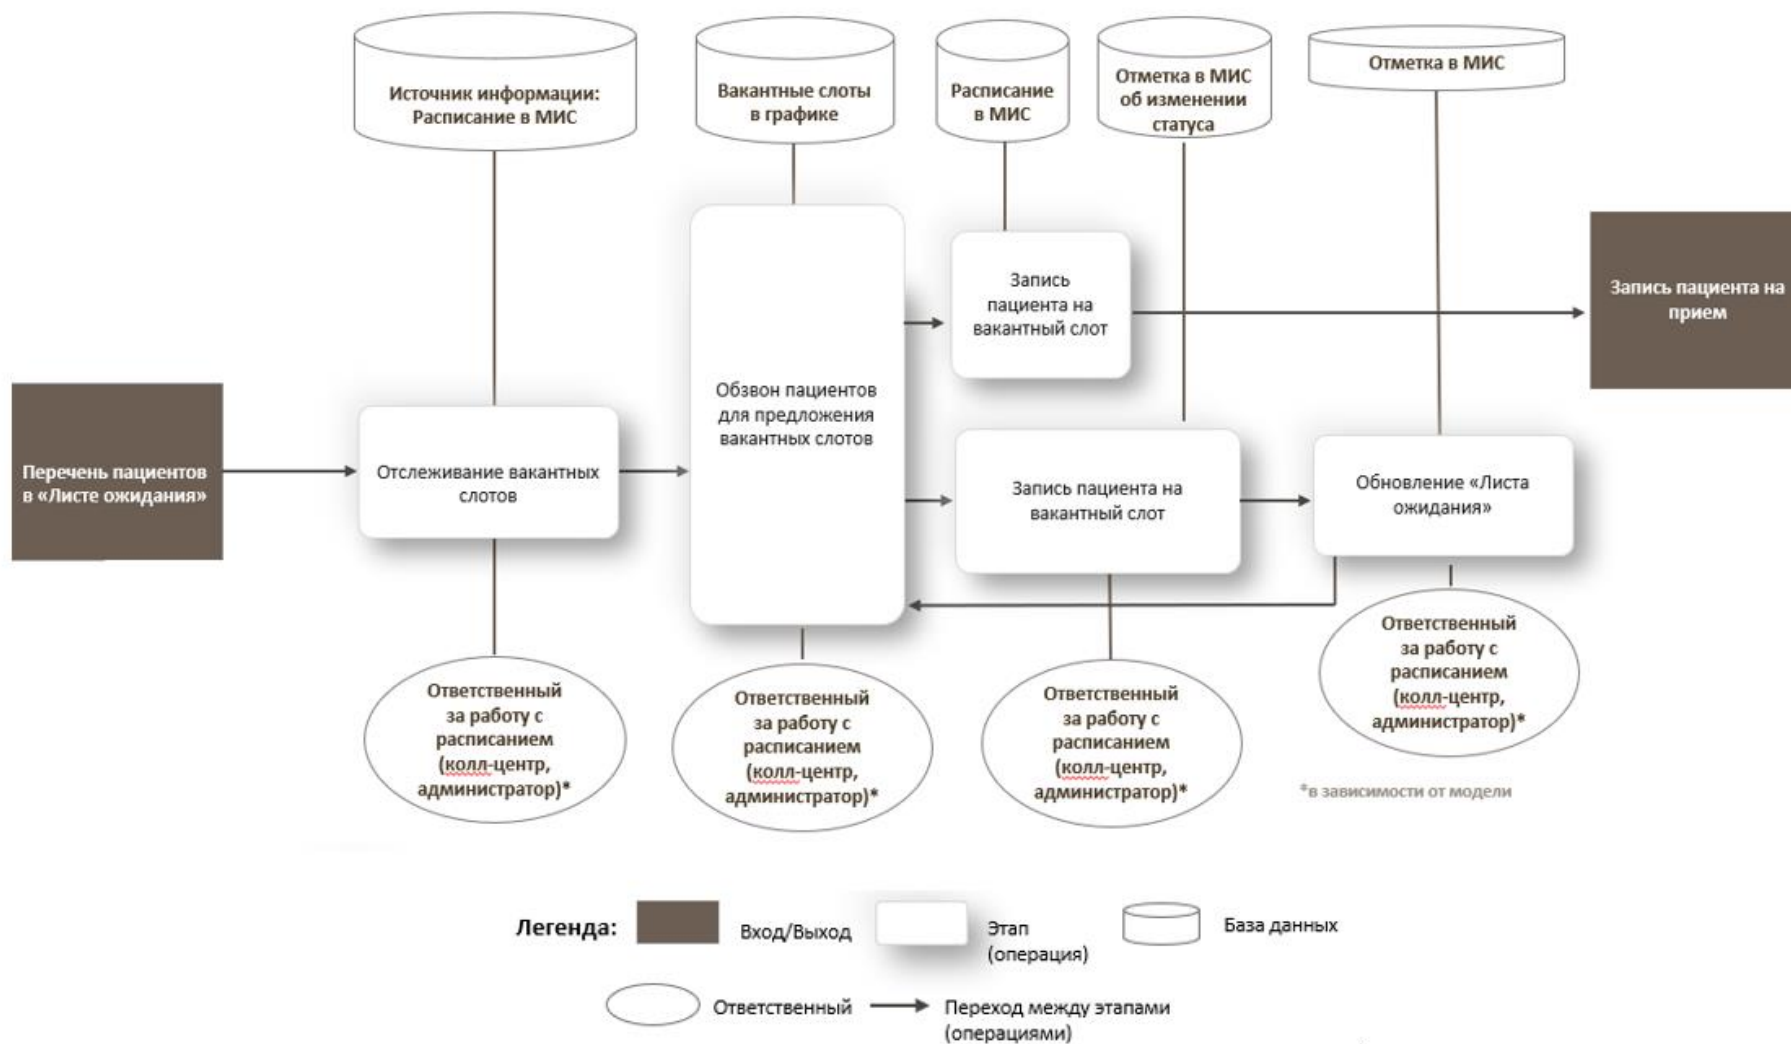 Источник информации:
Расписание в МИС
Вакантные слоты
в графике
Расписание
в МИС
Отметка в МИС
об изменении
статуса
Отметка в МИС
Перечень пациентов
в «Листе ожидания»
Отслеживание вакантных
слотов
Обзвон пациентов
для предложения
вакантных слотов
Запись
пациента на
вакантный слот
Запись пациента на
прием
Запись пациента на
вакантный слот
Обновление «Листа
ожидания»
Ответственный
за работу с
расписанием
(колл-центр,
администратор)*
Ответственный
за работу с
расписанием
(колл-центр,
администратор)*
Ответственный
за работу с
расписанием
(колл-центр,
администратор)*
Ответственный
за работу с
расписанием
(колл-центр,
администратор)*
*в зависимости от модели
Легенда:
Вход/Выход
Этап
(операция)
База данных
Ответственный
Переход между этапами
(операциями)